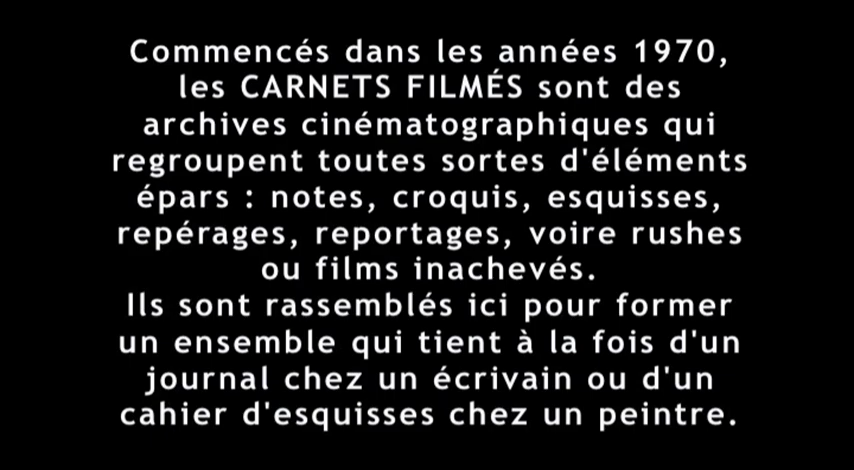 Commencés dans les années 1970,
les CARNETS FILMÉS sont des
archives cinématographiques qui
regroupent toutes sortes d'éléments
épars : notes, croquis, esquisses,
repérages, reportages, voire rushes
ou films inachevés.
Ils sont rassemblés ici pour former
un ensemble qui tient à la fois d'un
journal chez un écrivain ou d'un
cahier d'esquisses chez un peintre.